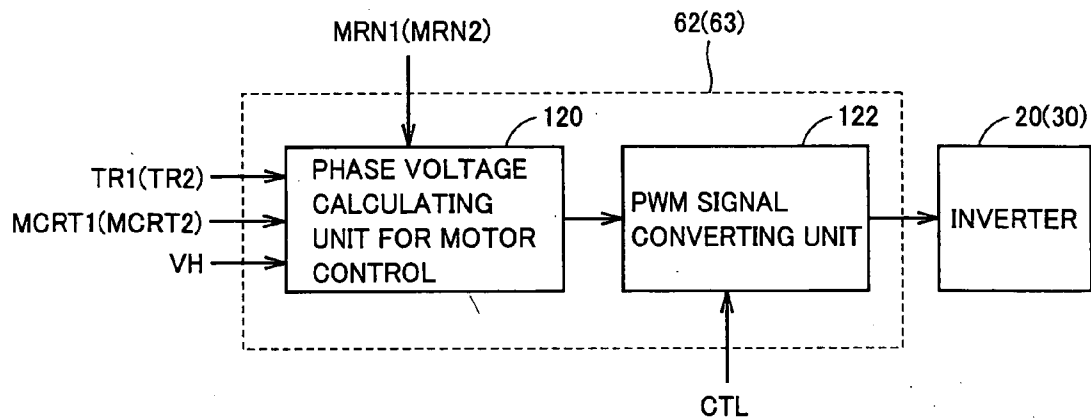 MRN1(MRN2)
62(63)
120
122
20(30)
TR1(TR2)
MCRT1(MCRT2)
VH
PHASE VOLTAGE
CALCULATING
UNIT FOR MOTOR
CONTROL
PWM SIGNAL
CONVERTING UNIT
INVERTER
CTL